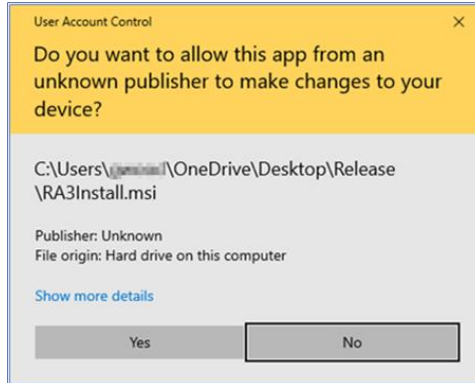 User Account Control
Do you want to allow this app from an
unknown publisher to make changes to your
device?
C:\Users\ \OneDrive\Desktop\Release
\RA3Install.msi
Publisher: Unknown
File origin: Hard drive on this computer
Show more details
Yes
No